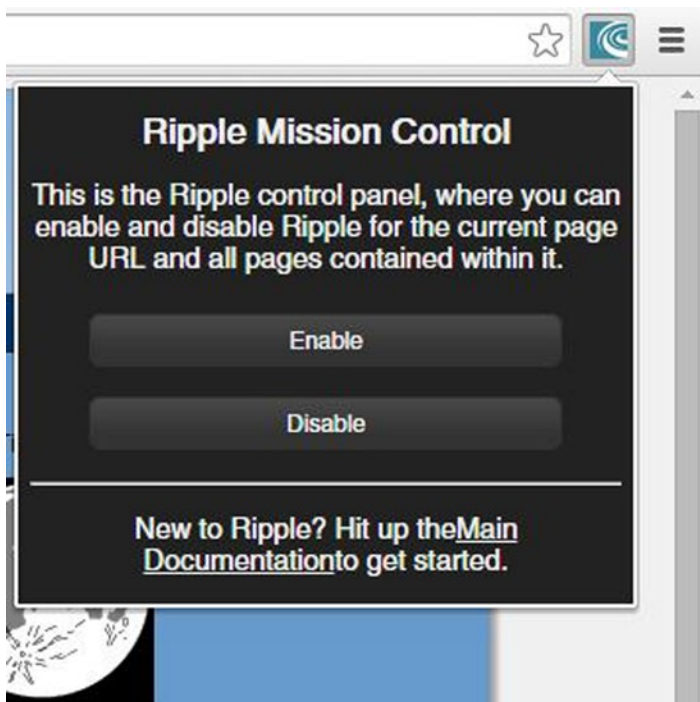 Ripple Mission Control
This is the Ripple control panel, where you can
enable and disable Ripple for the current page
URL and all pages contained within it.
Enable
Disable
New to Ripple? Hit up theMain
Documentationto get started.